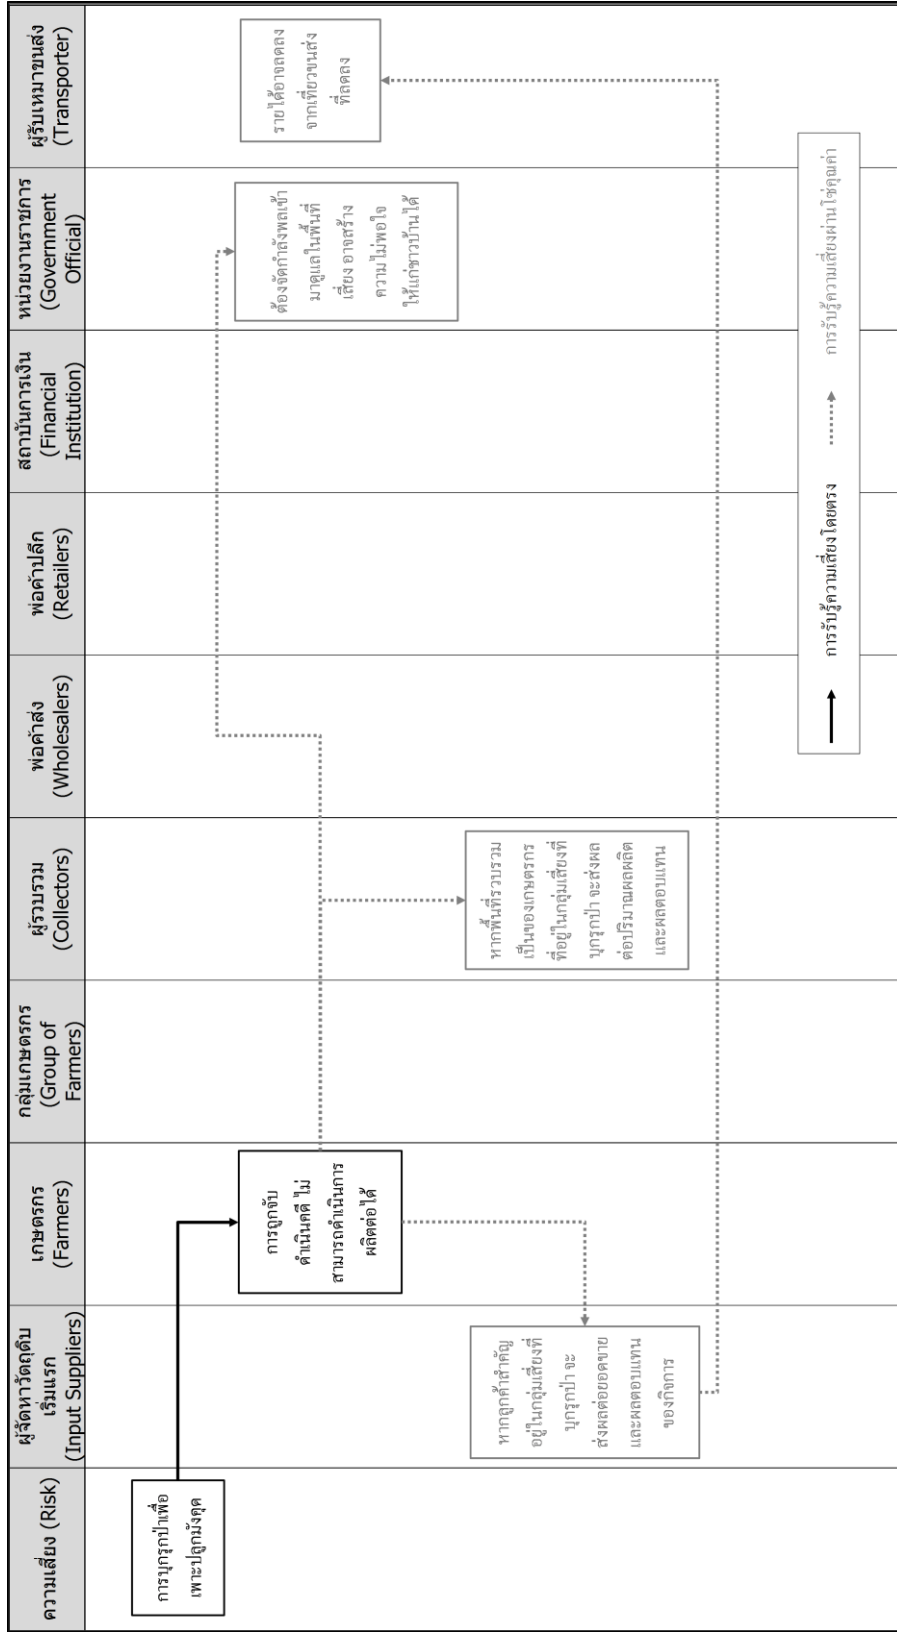 ความเสี่ยง (Risk)
ผู้จัดหาวัตถุดิบ
เริ่มแรก
(Input Suppliers)
เกษตรกร
(Farmers)
กลุ่มเกษตรกร
(Group of
Farmers)
ผู้รวบรวม
(Collectors)
พ่อค้าส่ง
(Wholesalers)
พ่อค้าปลีก
(Retailers)
สถาบันการเงิน
(Financial
Institution)
หน่วยงานราชการ
(Government
Official)
ผู้รับเหมาขนส่ง
(Transporter)
การบุกรุกป่าเพื่อ
เพาะปลูกมังคุด
การถูกจับ
ดำเนินคดี ไม่
สามารถดำเนินการ
ผลิตต่อได้
ต้องจัดกำลังพลเข้า
มาดูแลในพื้นที่
เสี่ยง อาจสร้าง
ความไม่พอใจ
ให้แก่ชาวบ้านได้
รายได้อาจลดลง
จากเที่ยวขนส่ง
ที่ลดลง
หากลูกค้าสำคัญ
อยู่ในกลุ่มเสี่ยงที่
บุกรุกป่า จะ
ส่งผลต่อยอดขาย
และผลตอบแทน
ของกิจการ
หากพื้นที่รวบรวม
เป็นของเกษตรกร
ที่อยู่ในกลุ่มเสี่ยงที่
บุกรุกป่า จะส่งผล
ต่อปริมาณผลผลิต
และผลตอบแทน
การรับรู้ความเสี่ยงโดยตรง
การรับรู้ความเสี่ยงผ่านโซ่คุณค่า